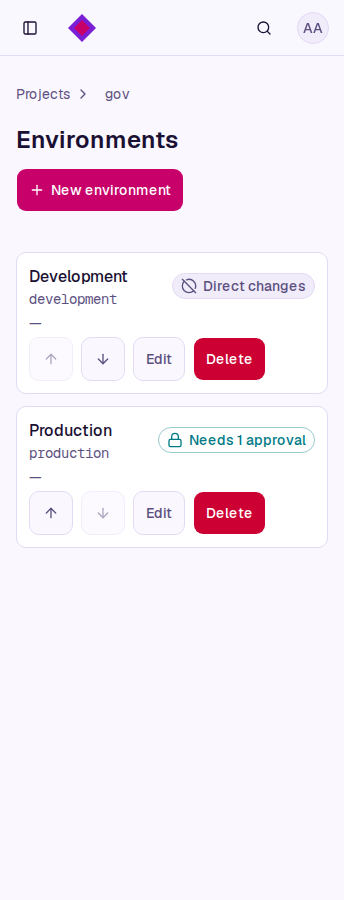 AA
Projects > gov
Environments
+ New environment
Development
Direct changes
development
—
Edit
Delete
Production
Needs 1 approval
production
—
Edit
Delete